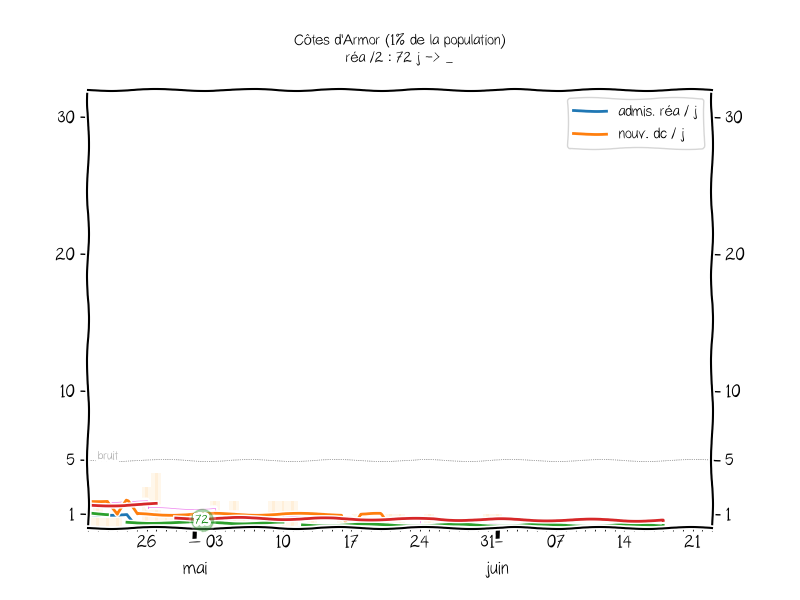 Côtes d'Armor (1% de la population)
réa /2 : 72 j -> _
30
20
10
5
1
30
20
10
5
1
admis. réa / j
nouv. dc / j
bruit
72
26
03
10
17
24
31
07
14
21
mai
juin